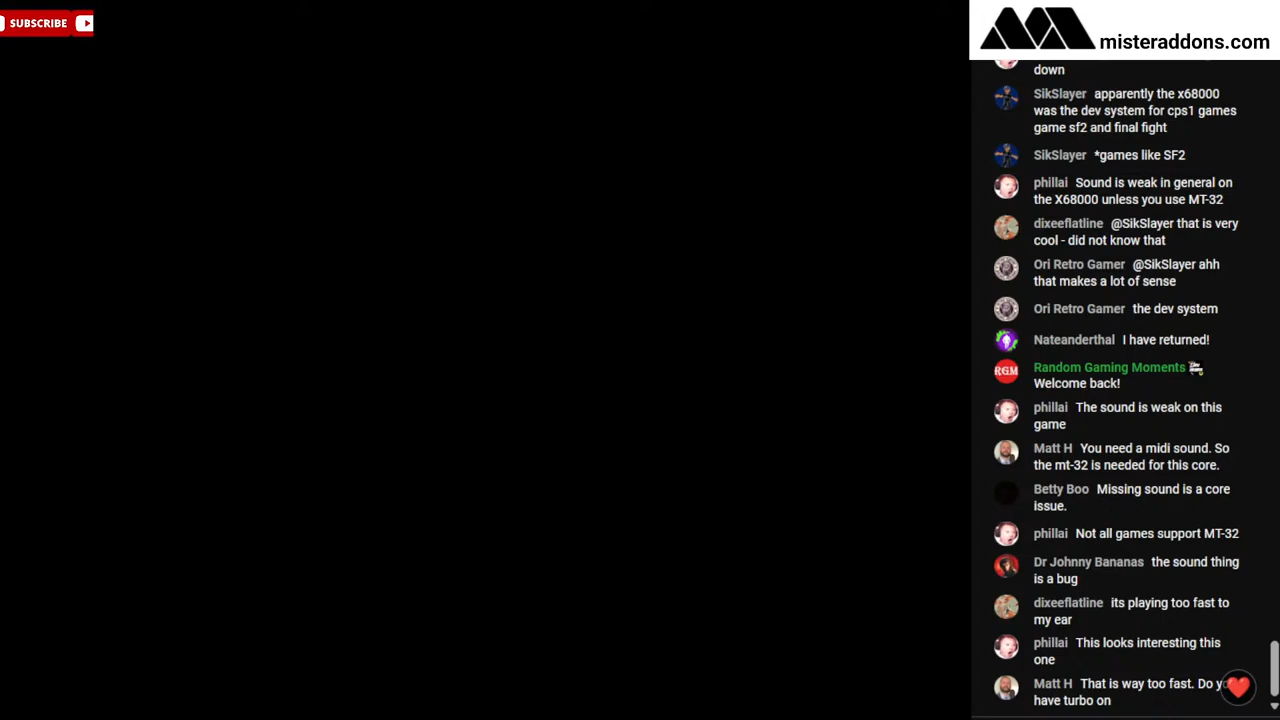 SUBSCRIBE
misteraddons.com
down
SikSlayer apparently the x68000
was the dev system for cps1 games
game sf2 and final fight
SikSlayer *games like SF2
phillai Sound is weak in general on
the X68000 unless you use MT-32
dixeeflatline @SikSlayer that is very
cool - did not know that
Ori Retro Gamer @SikSlayer ahh
that makes a lot of sense
Ori Retro Gamer the dev system
Nateanderthal I have returned!
RGM
Random Gaming Moments
Welcome back!
phillai The sound is weak on this
game
Matt H You need a midi sound. So
the mt-32 is needed for this core.
Betty Boo Missing sound is a core
issue.
phillai Not all games support MT-32
Dr Johnny Bananas the sound thing
is a bug
dixeeflatline its playing too fast to
my ear
phillai This looks interesting this
one
Matt H That is way too fast. Do
have turbo on